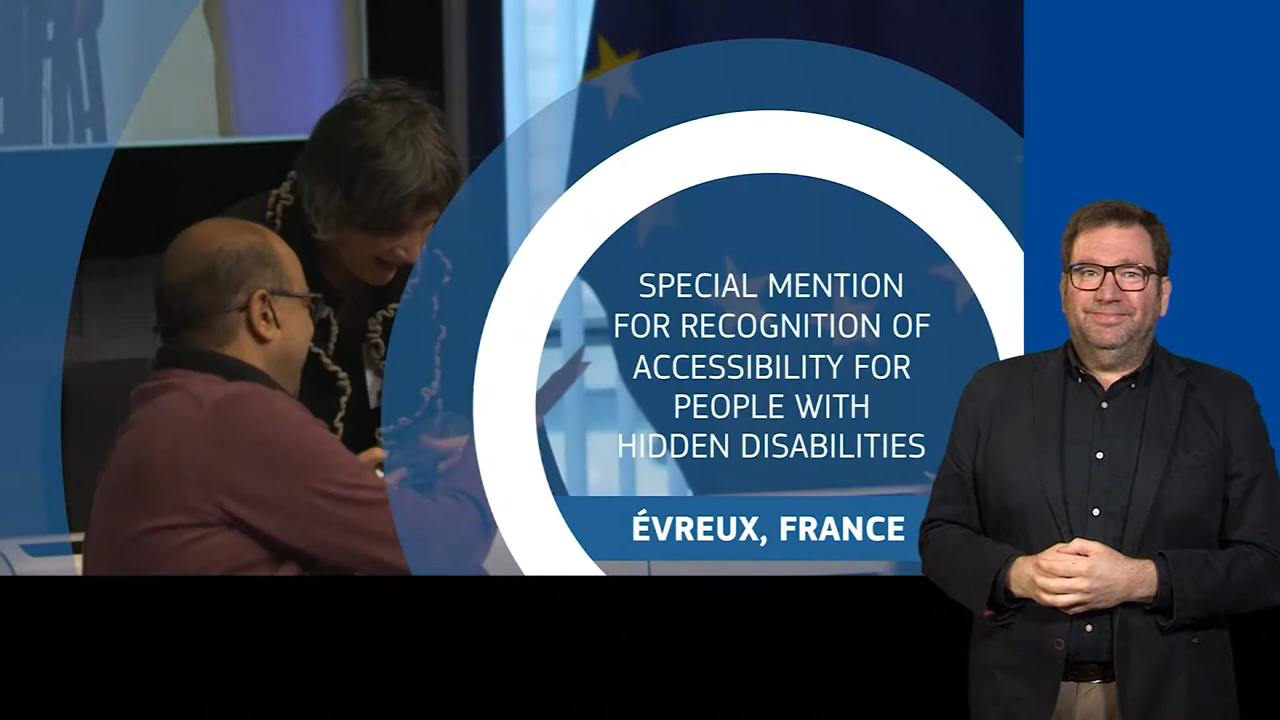 SPECIAL MENTION
FOR RECOGNITION OF
ACCESSIBILITY FOR
PEOPLE WITH
HIDDEN DISABILITIES
ÉVREUX, FRANCE